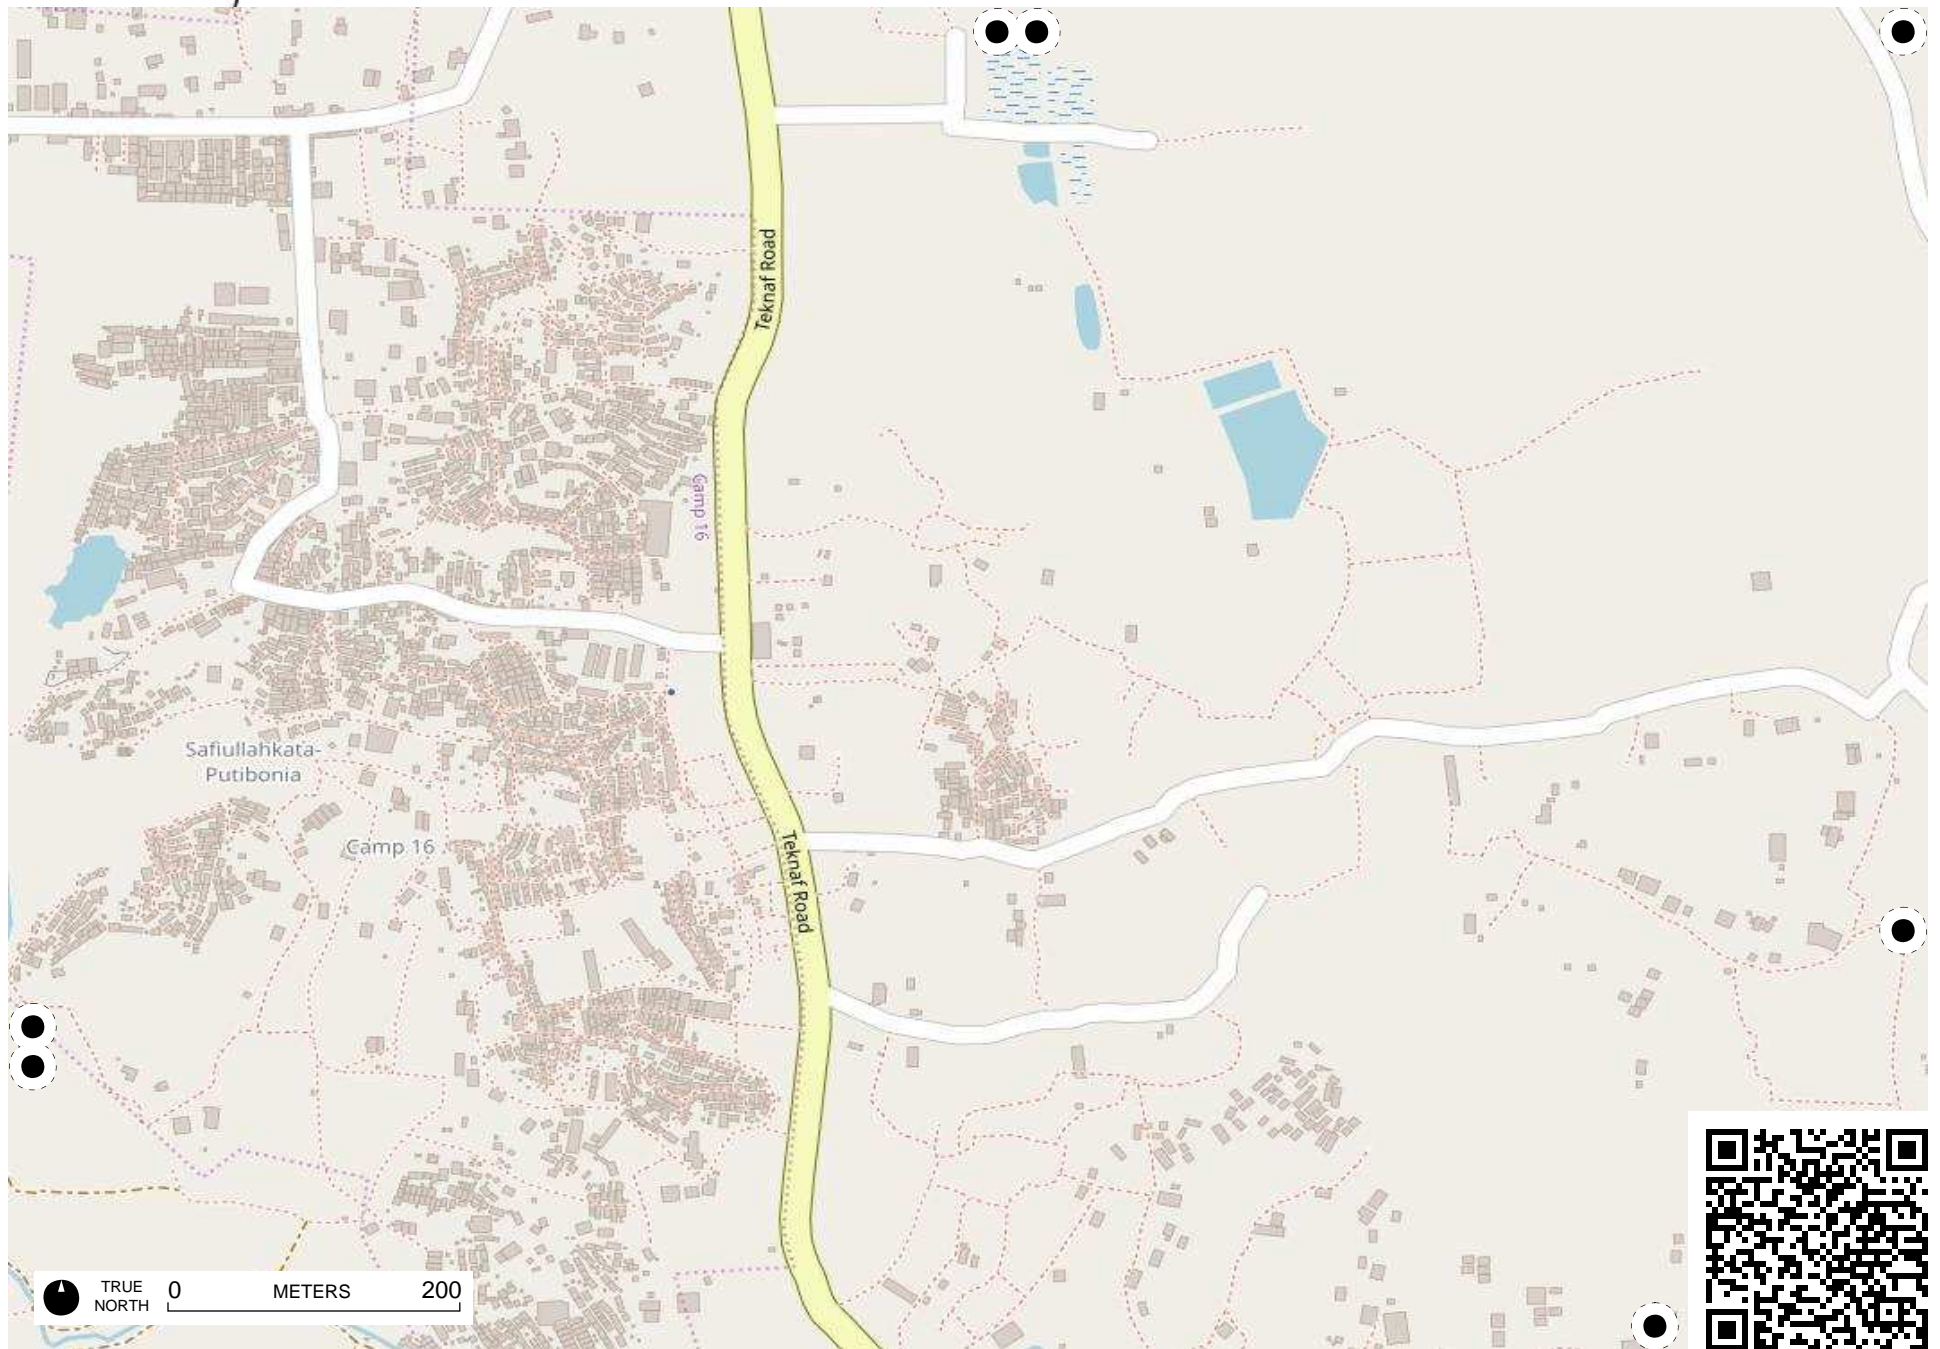 Teknaf Road
Camp 16
Safiullahkata-
Putibonia
Camp 16
Teknaf Road
TRUE
NORTH
0 METERS 200